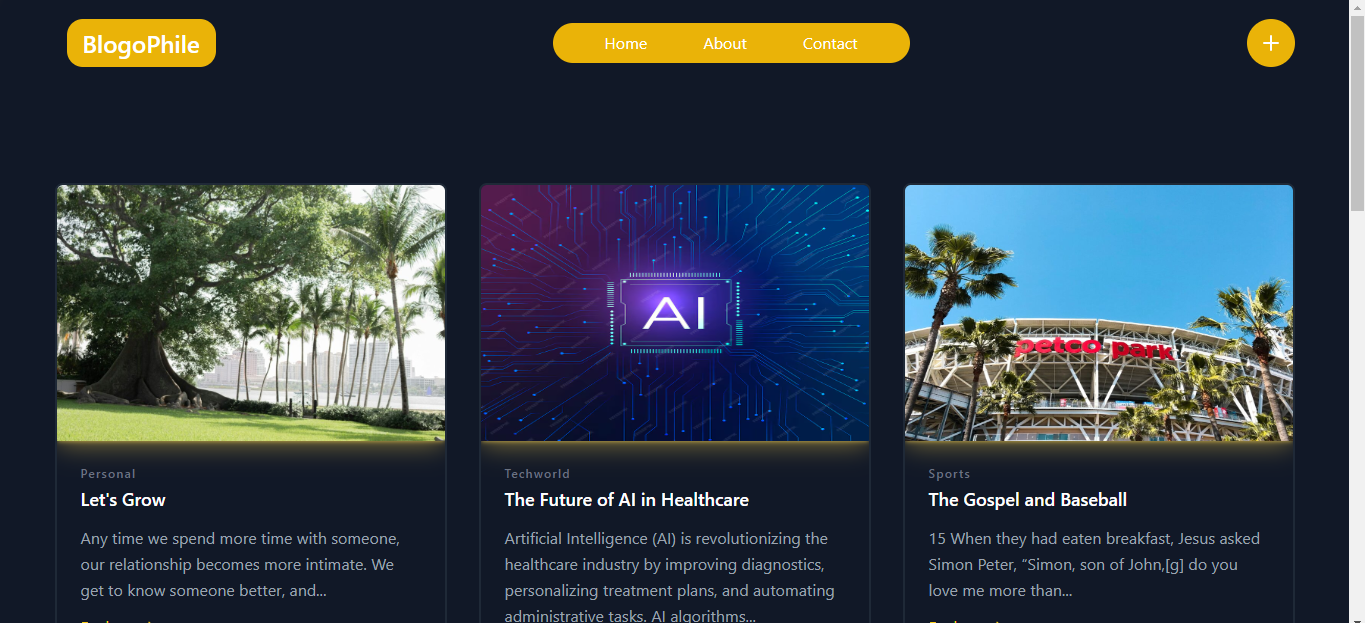 BlogoPhile
Home About Contact
+
AI
petco park
Personal
Let's Grow
Any time we spend more time with someone,
our relationship becomes more intimate. We
get to know someone better, and...
Techworld
The Future of AI in Healthcare
Artificial Intelligence (AI) is revolutionizing the
healthcare industry by improving diagnostics,
personalizing treatment plans, and automating
administrative tasks. AI algorithms...
Sports
The Gospel and Baseball
15 When they had eaten breakfast, Jesus asked
Simon Peter, “Simon, son of John,[g] do you
love me more than...